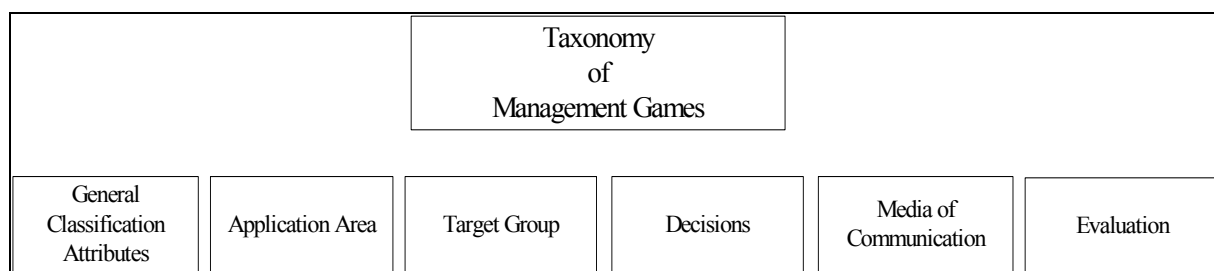 Taxonomy
of
Management Games
General
Classification
Attributes
Application Area
Target Group
Decisions
Media of
Communication
Evaluation